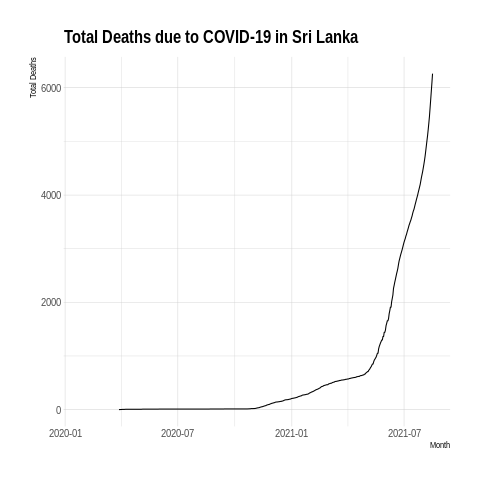 Total Deaths due to COVID-19 in Sri Lanka
Total Deaths
6000
4000
2000
0
2020-01 2020-07 2021-01 2021-07
Month